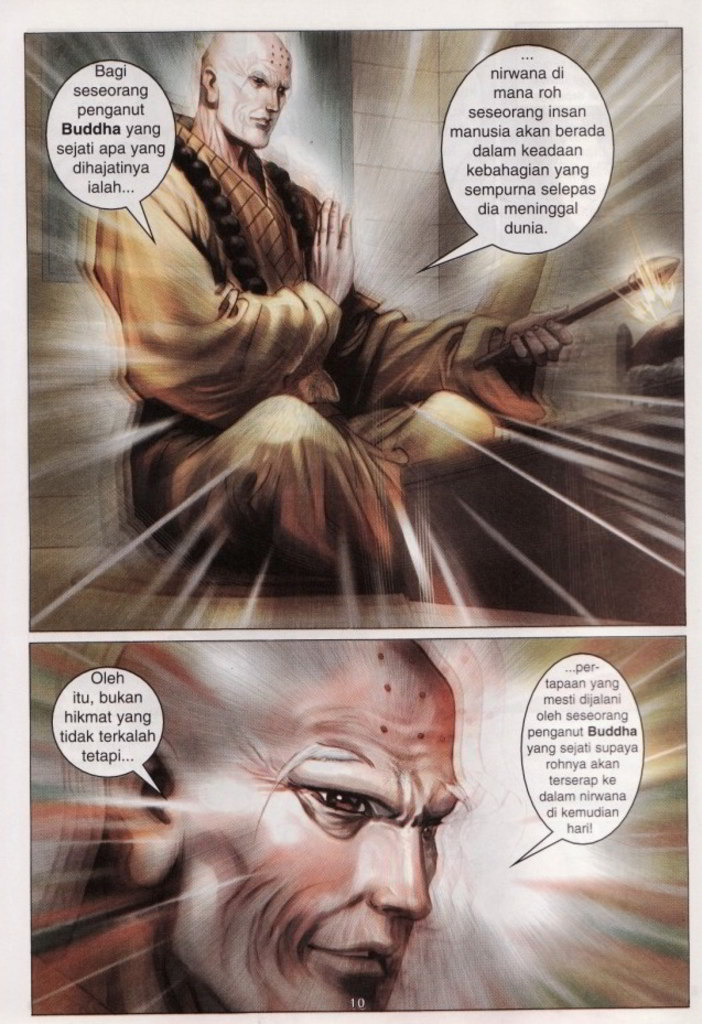 Bagi
seseorang
penganut
Buddha yang
sejati apa yang
dihajatinya
ialah...
...
nirwana di
mana roh
seseorang insan
manusia akan berada
dalam keadaan
kebahagian yang
sempurna selepas
dia meninggal
dunia.
Oleh
itu, bukan
hikmat yang
tidak terkalah
tetapi...
...per-
tapaan yang
mesti dijalani
oleh seseorang
penganut Buddha
yang sejati supaya
rohnya akan
terserap ke
dalam nirwana
di kemudian
hari!
10